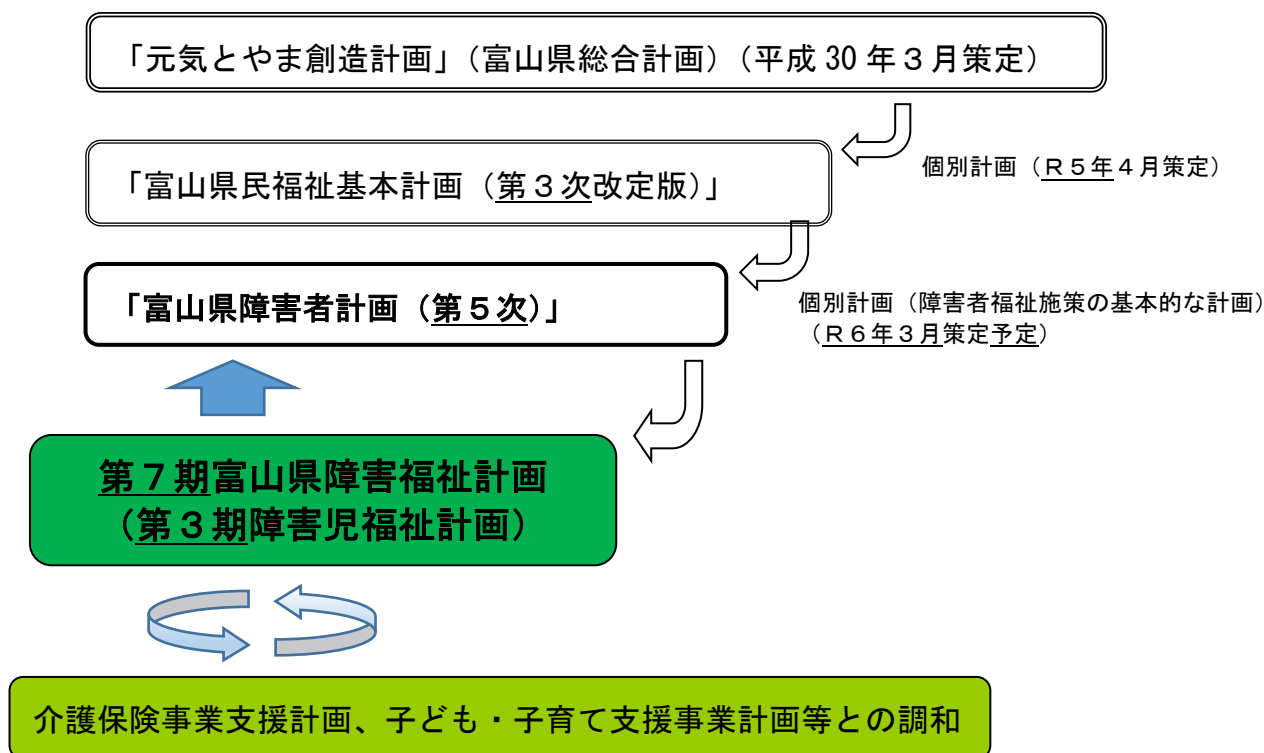 「元気とやま創造計画」（富山県総合計画）（平成 30 年３月策定）
個別計画（Ｒ５年４月策定）
「富山県民福祉基本計画（第３次改定版）」
「富山県障害者計画（第５次）」
個別計画（障害者福祉施策の基本的な計画）
（Ｒ６年３月策定予定）
第７期富山県障害福祉計画
（第３期障害児福祉計画）
介護保険事業支援計画、子ども・子育て支援事業計画等との調和